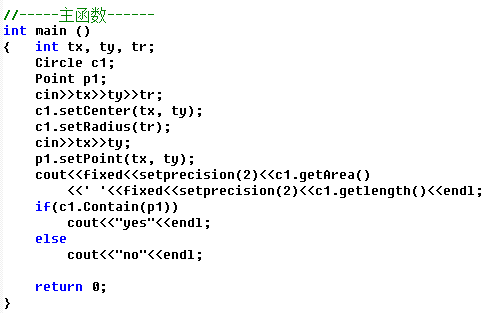 //-----主函数------
int main ()
{   int tx, ty, tr;
    Circle c1;
    Point p1;
    cin>>tx>>ty>>tr;
    c1.setCenter(tx, ty);
    c1.setRadius(tr);
    cin>>tx>>ty;
    p1.setPoint(tx, ty);
    cout<<fixed<<setprecision(2)<<c1.getArea()
        <<' '<<fixed<<setprecision(2)<<c1.getlength()<<endl;
    if(c1.Contain(p1))
        cout<<"yes"<<endl;
    else
        cout<<"no"<<endl;
    return 0;
}